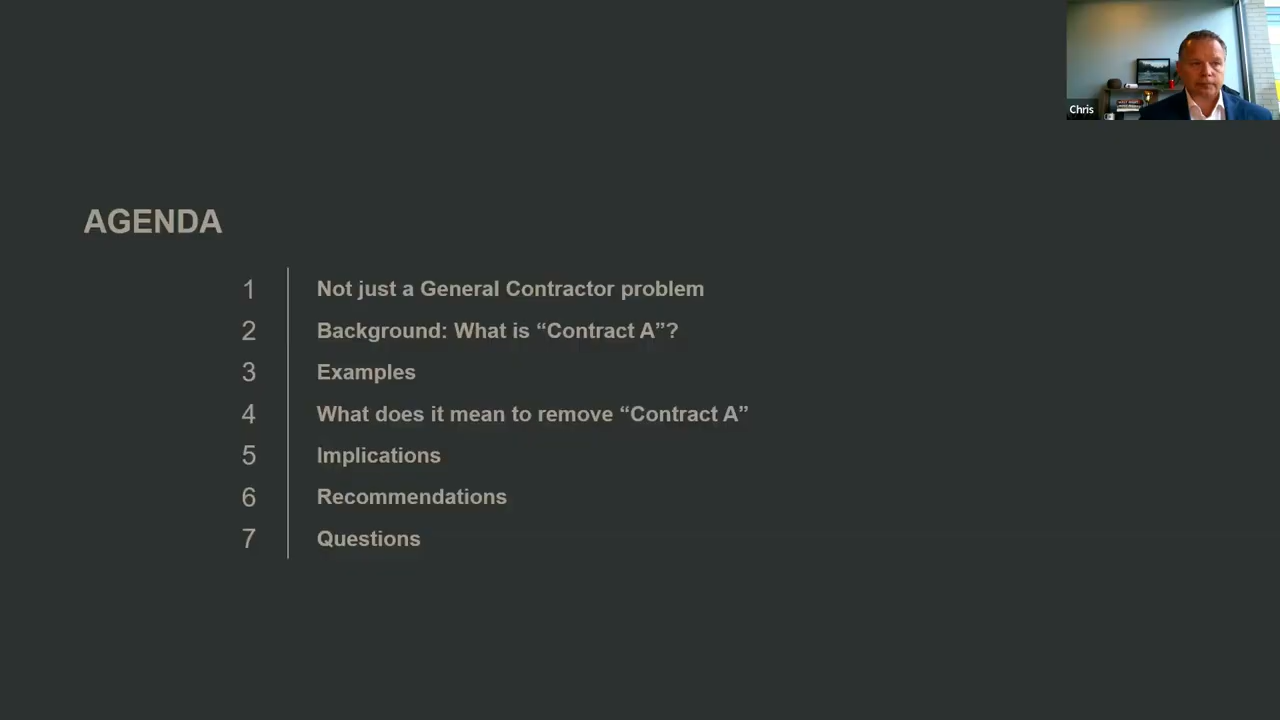 Chris
AGENDA
1 Not just a General Contractor problem
2 Background: What is “Contract A”?
3 Examples
4 What does it mean to remove “Contract A”
5 Implications
6 Recommendations
7 Questions